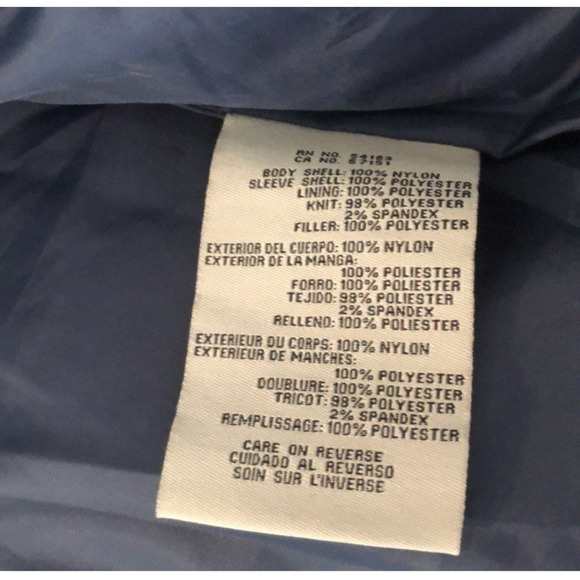 RN NO. 54163
CA NO. 67151
BODY SHELL: 100% NYLON
SLEEVE SHELL: 100% POLYESTER
LINING: 100% POLYESTER
KNIT: 98% POLYESTER
2% SPANDEX
FILLER: 100% POLYESTER
EXTERIOR DEL CUERPO: 100% NYLON
EXTERIOR DE LA MANGA:
100% POLIESTER
FORRO: 100% POLIESTER
TEJIDO: 98% POLIESTER
2% SPANDEX
RELLENO: 100% POLIESTER
EXTERIEUR DU CORPS: 100% NYLON
EXTERIEUR DE MANCHES:
100% POLYESTER
DOUBLURE: 100% POLYESTER
TRICOT: 98% POLYESTER
2% SPANDEX
REMPLISSAGE: 100% POLYESTER
CARE ON REVERSE
CUIDADO AL REVERSO
SOIN SUR L'INVERSE